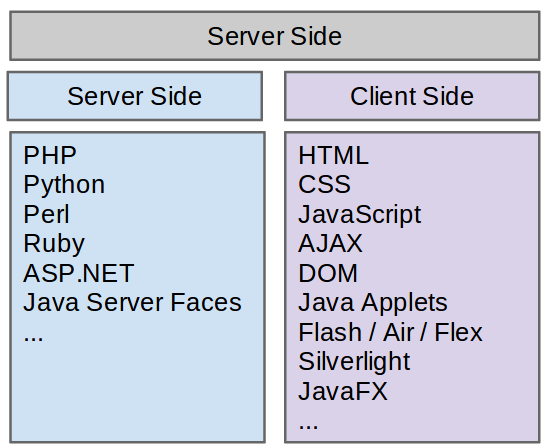 Server Side
Server Side
Client Side
PHP
Python
Perl
Ruby
ASP.NET
Java Server Faces
...
HTML
CSS
JavaScript
AJAX
DOM
Java Applets
Flash / Air / Flex
Silverlight
JavaFX
...